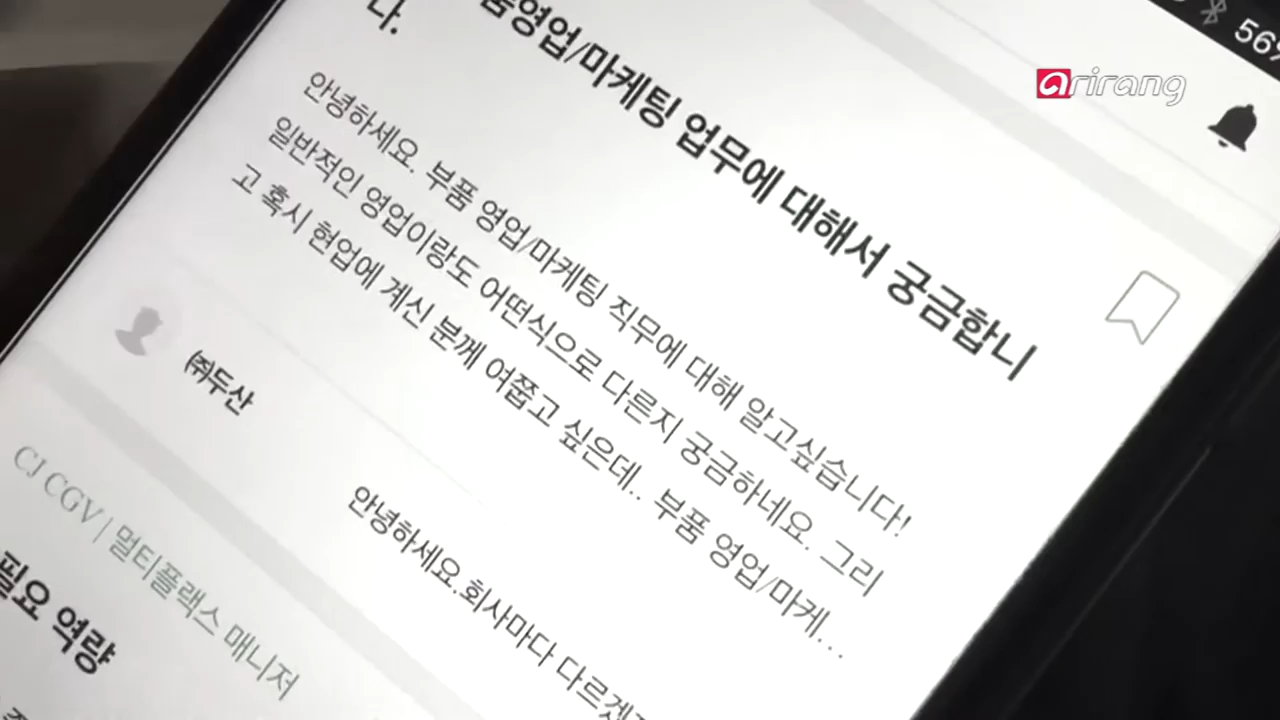 56%
arirang
품영업/마케팅 업무에 대해서 궁금합니
다.
안녕하세요. 부품 영업/마케팅 직무에 대해 알고싶습니다!
일반적인 영업이랑도 어떤식으로 다른지 궁금하네요. 그리
고 혹시 현업에 계신 분께 여쭙고 싶은데.. 부품 영업/마케...
㈜두산
안녕하세요.회사마다 다르겠지
CJ CGV | 멀티플랙스 매니저
필요 역량